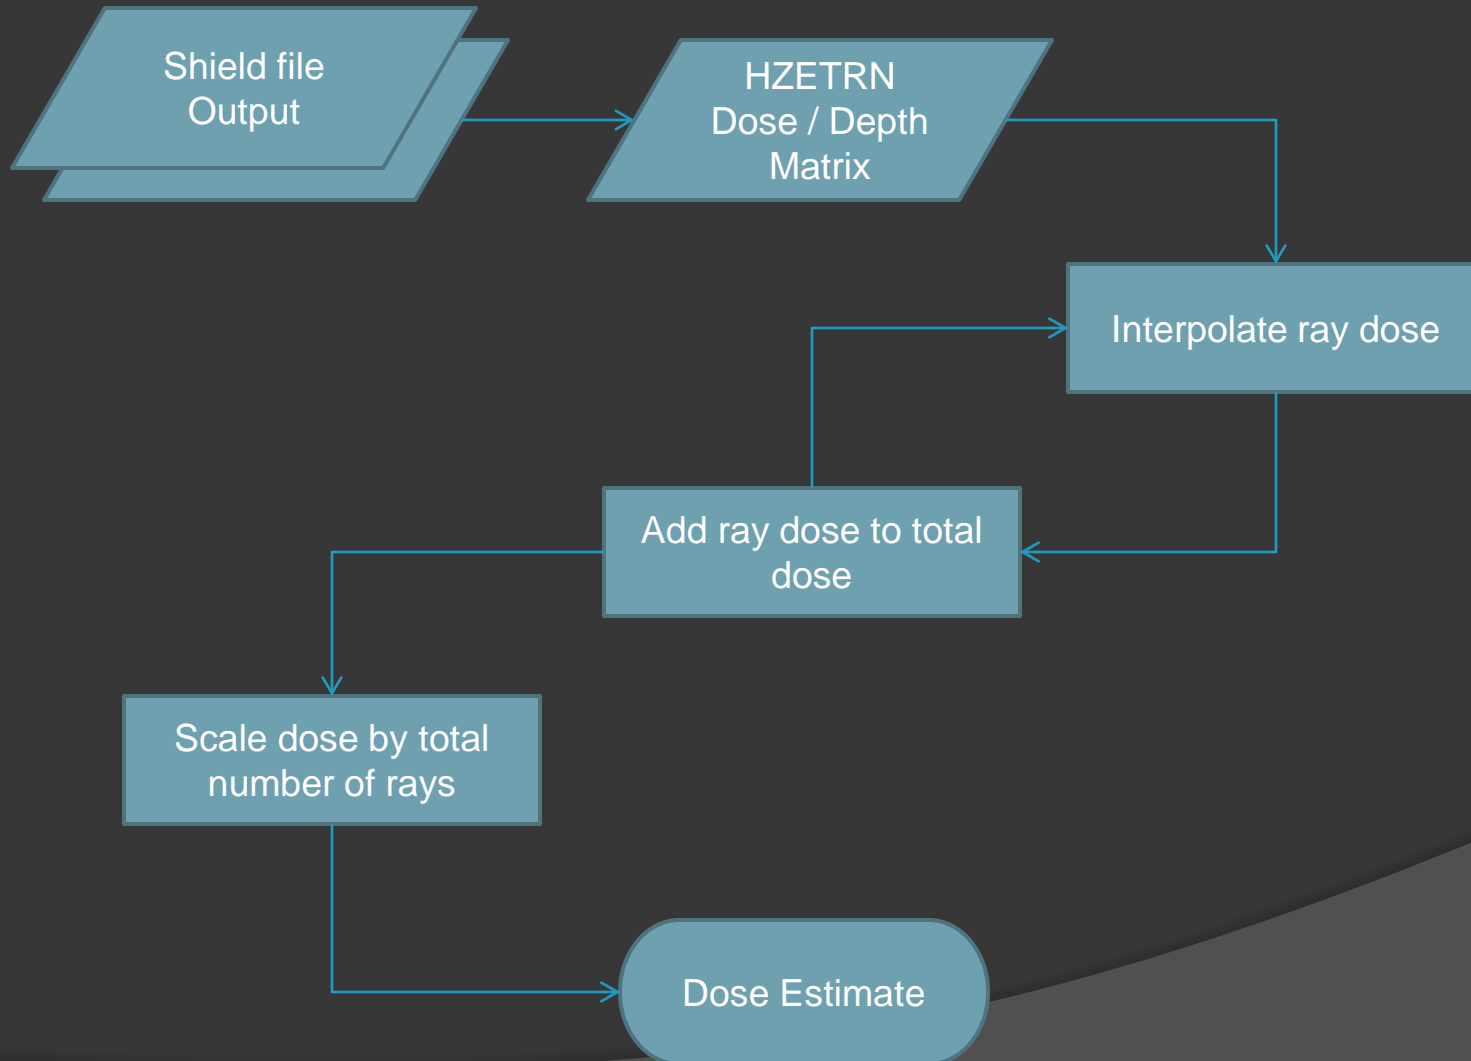 Shield file
Output
HZETRN
Dose / Depth
Matrix
Interpolate ray dose
Add ray dose to total
dose
Scale dose by total
number of rays
Dose Estimate